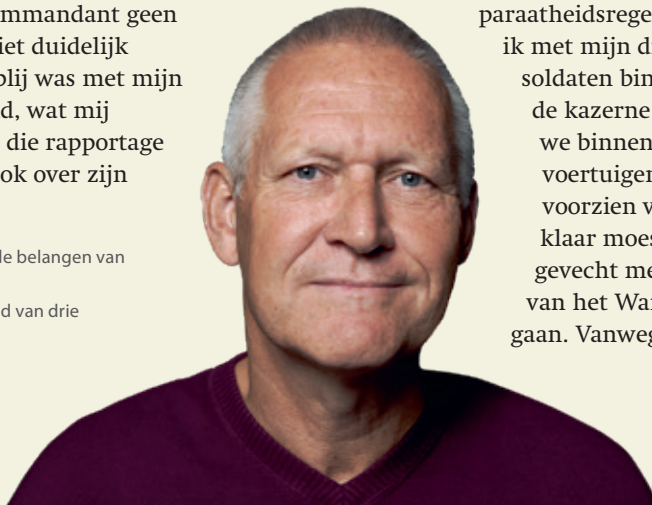 mmandant geen
iet duidelijk
blij was met mijn
d, wat mij
die rapportage
ok over zijn
de belangen van
d van drie
paraatheidsrege
ik met mijn d
soldaten bin
de kazerne
we binnen
voertuigen
voorzien v
klaar moes
gevecht me
van het Wa
gaan. Vanweg